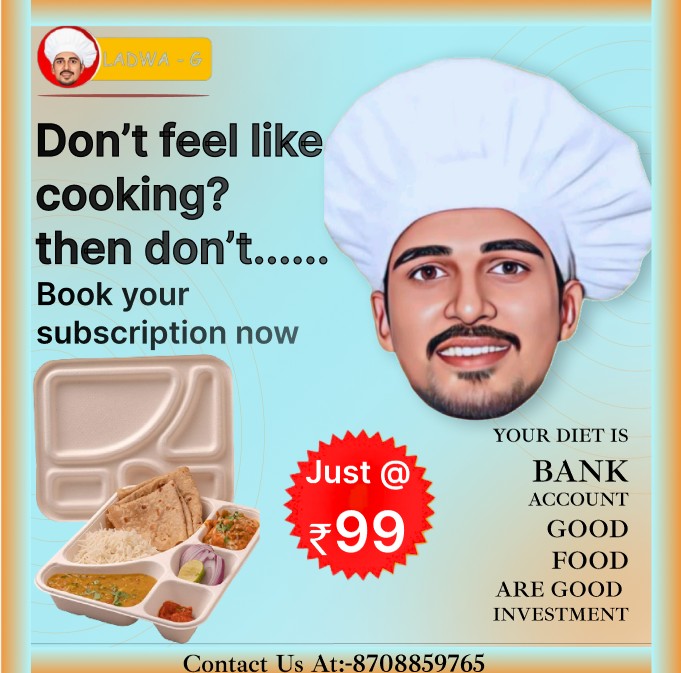 LADWA - G
Don't feel like
cooking?
then don't......
Book your
subscription now
Just @
₹99
YOUR DIET IS
BANK
ACCOUNT
GOOD
FOOD
ARE GOOD
INVESTMENT
Contact Us At:-8708859765